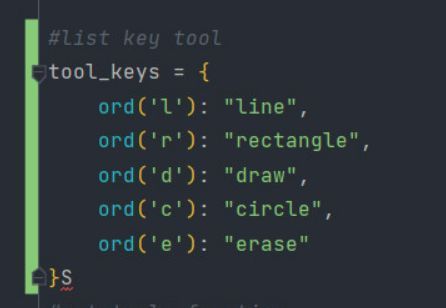 #list key tool
tool_keys = {
    ord('l'): "line",
    ord('r'): "rectangle",
    ord('d'): "draw",
    ord('c'): "circle",
    ord('e'): "erase"
}S